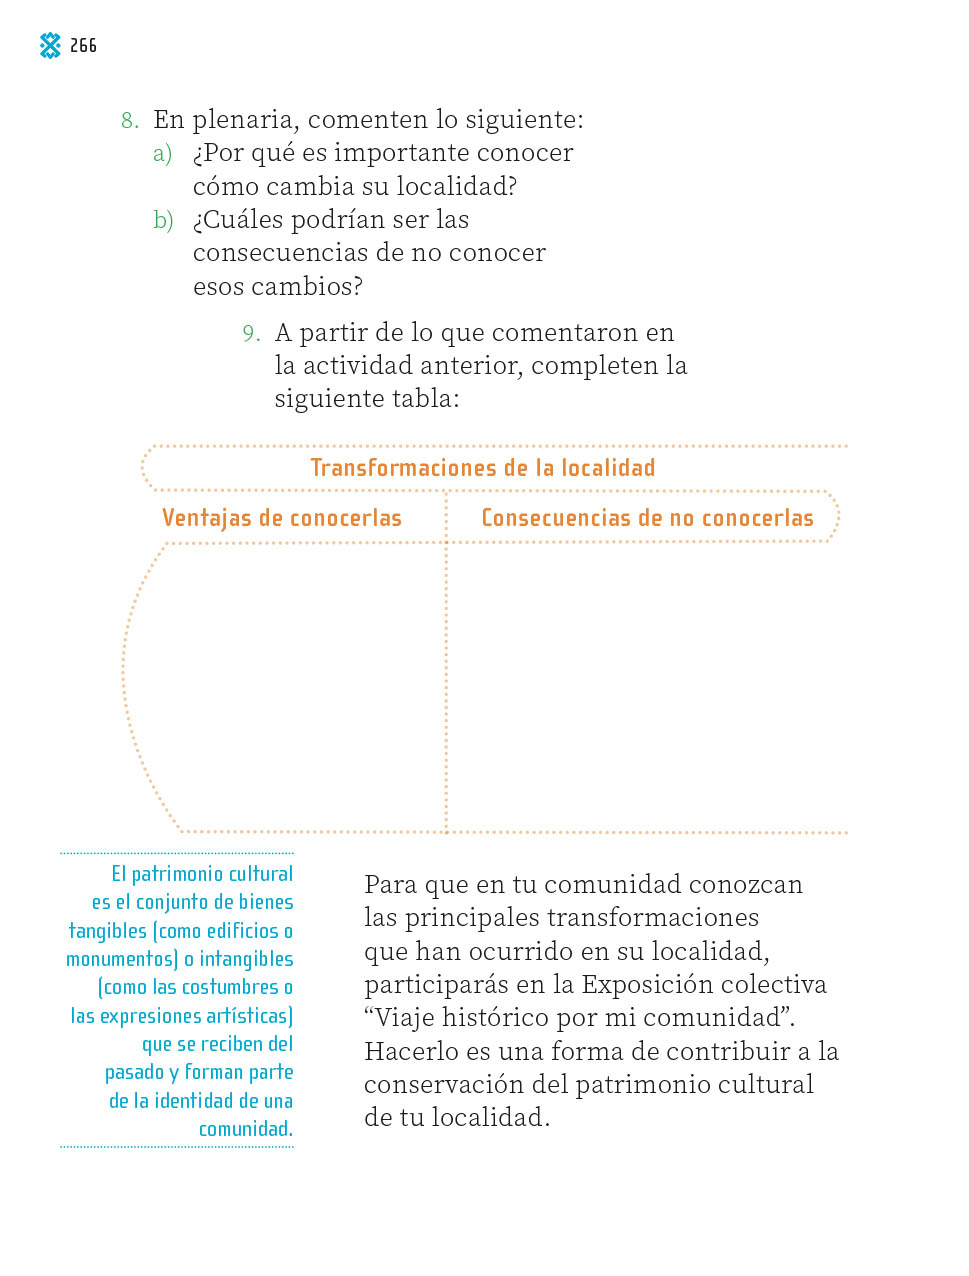 266
8. En plenaria, comenten lo siguiente:
a) ¿Por qué es importante conocer
cómo cambia su localidad?
b) ¿Cuáles podrían ser las
consecuencias de no conocer
esos cambios?
9. A partir de lo que comentaron en
la actividad anterior, completen la
siguiente tabla:
Transformaciones de la localidad
Ventajas de conocerlas
Consecuencias de no conocerlas
El patrimonio cultural
es el conjunto de bienes
tangibles (como edificios o
monumentos) o intangibles
(como las costumbres o
las expresiones artísticas)
que se reciben del
pasado y forman parte
de la identidad de una
comunidad.
Para que en tu comunidad conozcan
las principales transformaciones
que han ocurrido en su localidad,
participarás en la Exposición colectiva
“Viaje histórico por mi comunidad”.
Hacerlo es una forma de contribuir a la
conservación del patrimonio cultural
de tu localidad.